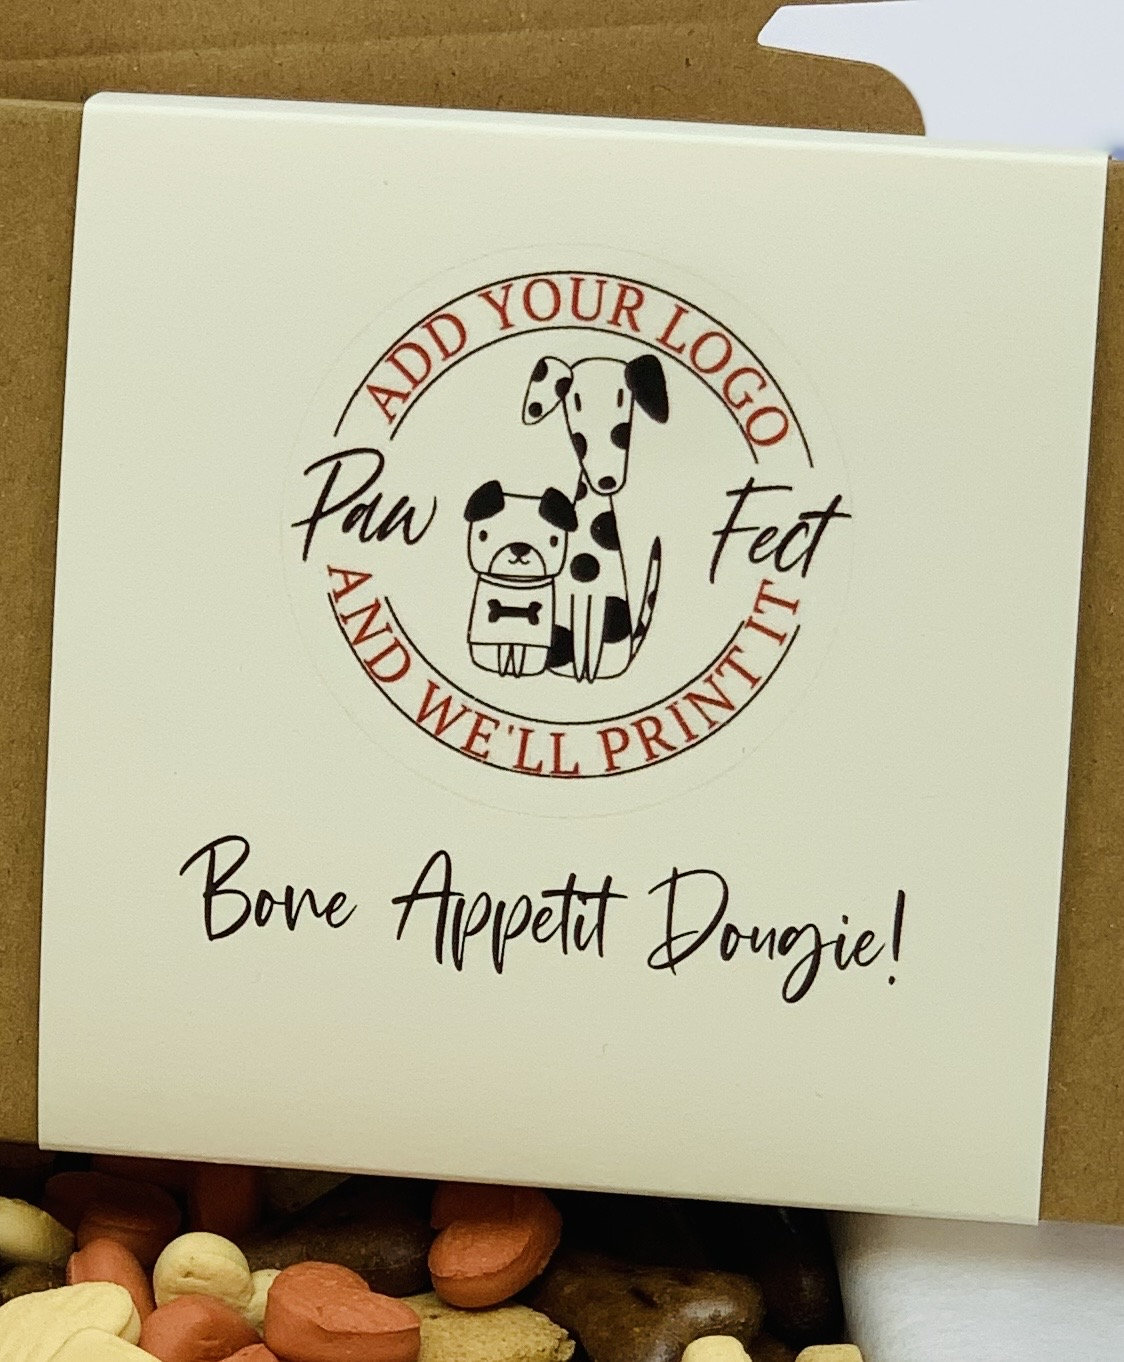 ADD YOUR LOGO
Paw Fect
AND WE'LL PRINT IT
Bone Appetit Dougie!